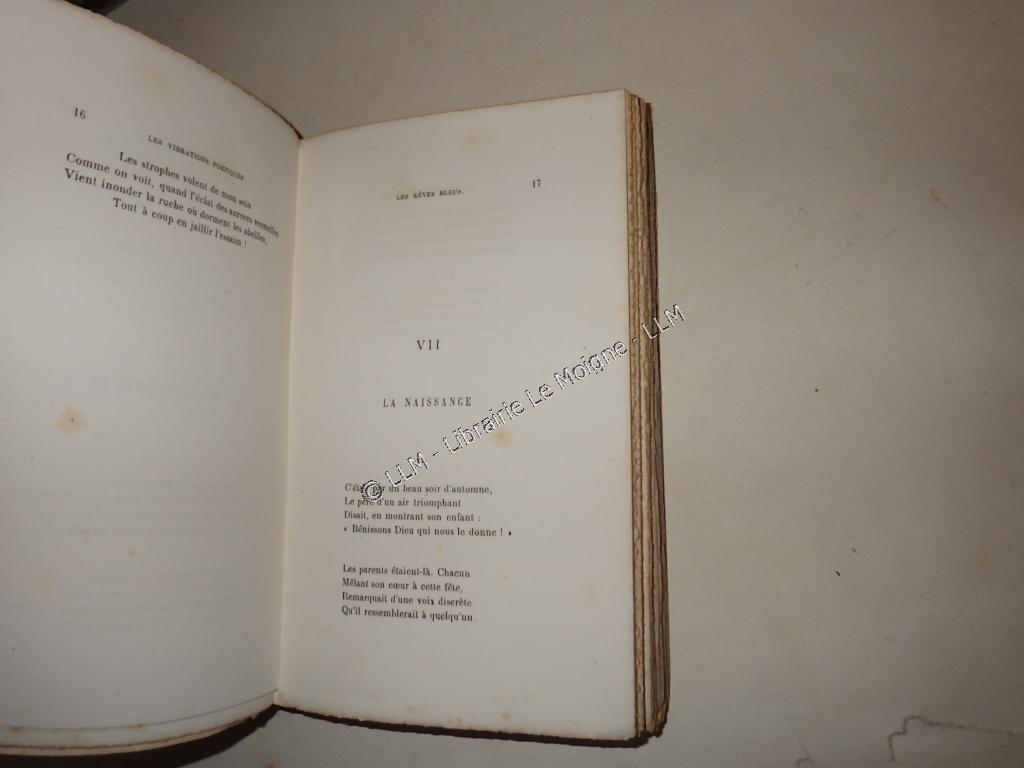 16
LES VIBRATIONS POÉTIQUES.
Les strophes volent de mon sein
Comme on voit, quand l'éclat des aurores vermeilles
Vient inonder la ruche où dorment les abeilles,
Tout à coup en jaillir l'essaim !
LES RÊVES BLEUS.
17
VII
LA NAISSANCE
C'était par un beau soir d'automne,
Le père d'un air triomphant
Disait, en montrant son enfant :
« Bénissons Dieu qui nous le donne ! »
Les parents étaient-là. Chacun
Mêlant son cœur à cette fête,
Remarquait d'une voix discrète
Qu'il ressemblerait à quelqu'un.
© LLM - Librairie Le Moigne - LLM